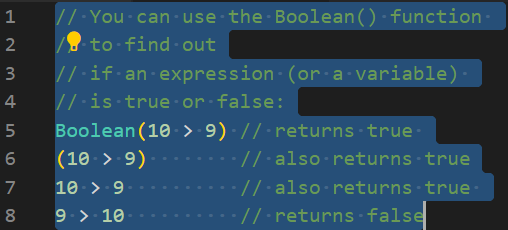 1 // You can use the Boolean() function
2 // to find out
3 // if an expression (or a variable)
4 // is true or false:
5 Boolean(10 > 9) // returns true
6 (10 > 9)        // also returns true
7 10 > 9          // also returns true
8 9 > 10          // returns false